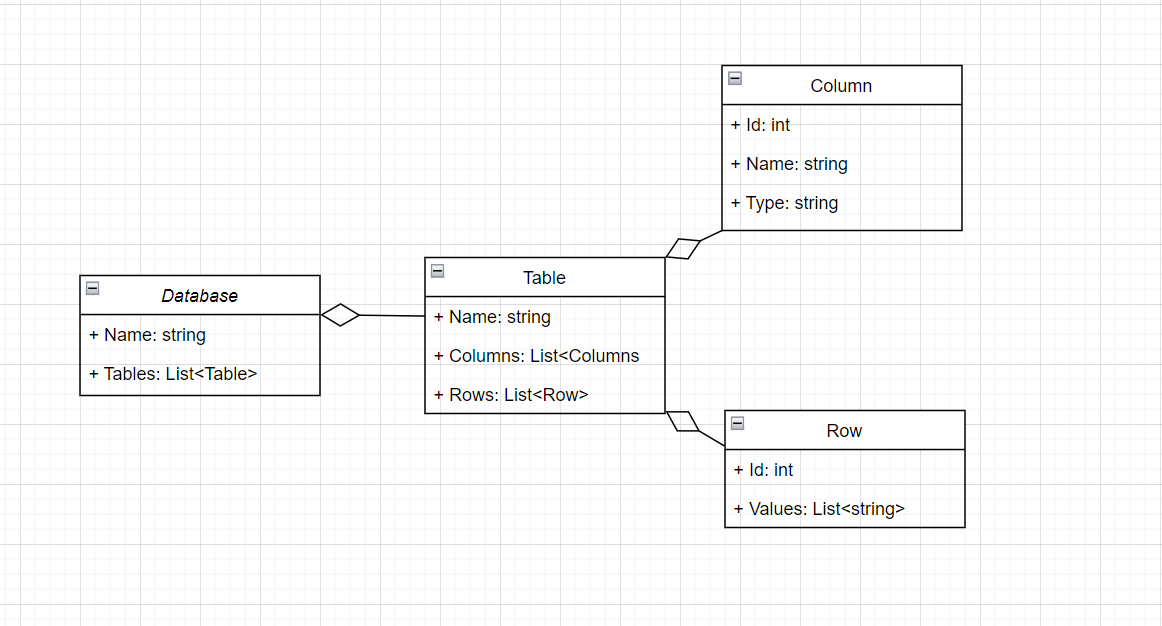 Database
+ Name: string
+ Tables: List<Table>
Table
+ Name: string
+ Columns: List<Columns
+ Rows: List<Row>
Column
+ Id: int
+ Name: string
+ Type: string
Row
+ Id: int
+ Values: List<string>